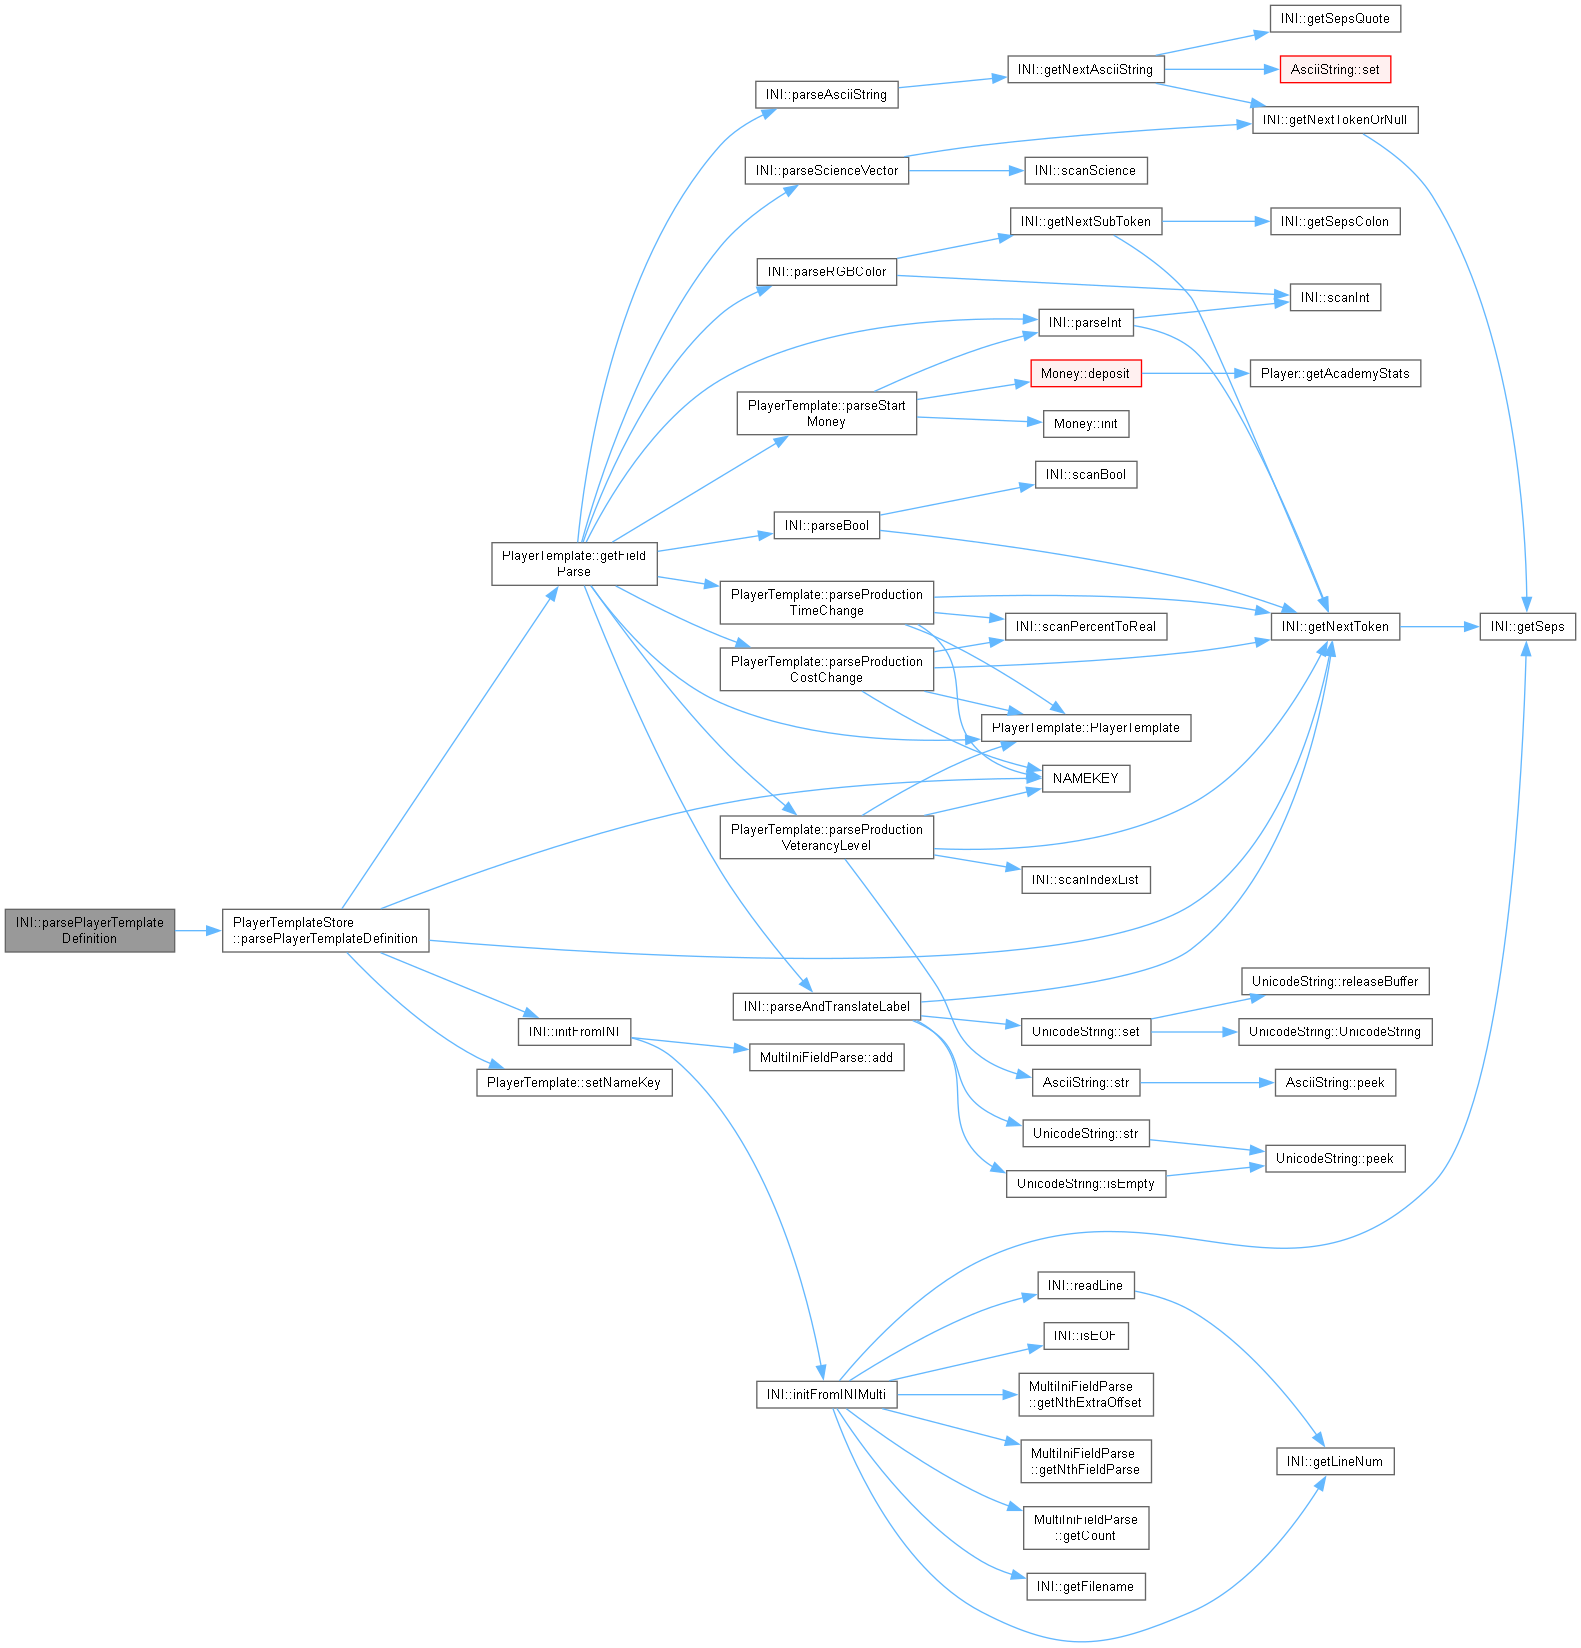 INI::getSepsQuote
INI::getNextAsciiString
AsciiString::set
INI::parseAsciiString
INI::getNextTokenOrNull
INI::parseScienceVector
INI::scanScience
INI::getNextSubToken
INI::getSepsColon
INI::parseRGBColor
INI::scanInt
INI::parseInt
Money::deposit
Player::getAcademyStats
PlayerTemplate::parseStart
Money
Money::init
INI::scanBool
INI::parseBool
PlayerTemplate::getField
Parse
PlayerTemplate::parseProduction
TimeChange
INI::scanPercentToReal
INI::getNextToken
INI::getSeps
PlayerTemplate::parseProduction
CostChange
PlayerTemplate::PlayerTemplate
NAMEKEY
PlayerTemplate::parseProduction
VeterancyLevel
INI::scanIndexList
INI::parsePlayerTemplate
Definition
PlayerTemplateStore
::parsePlayerTemplateDefinition
UnicodeString::releaseBuffer
INI::parseAndTranslateLabel
UnicodeString::set
UnicodeString::UnicodeString
INI::initFromINI
MultiIniFieldParse::add
PlayerTemplate::setNameKey
AsciiString::str
AsciiString::peek
UnicodeString::str
UnicodeString::peek
UnicodeString::isEmpty
INI::readLine
INI::isEOF
INI::initFromINIMulti
MultiIniFieldParse
::getNthExtraOffset
MultiIniFieldParse
::getNthFieldParse
INI::getLineNum
MultiIniFieldParse
::getCount
INI::getFilename